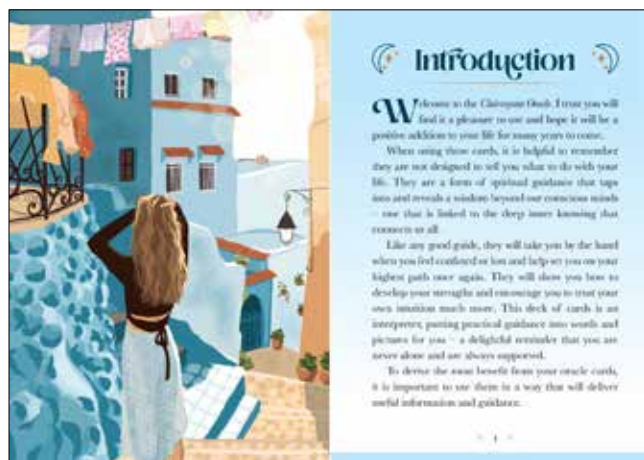 Introduction
Welcome to the Clairvoyant Oracle. I trust you will
find it a pleasure to use and hope it will be a
positive addition to your life for many years to come.
When using these cards, it is helpful to remember
they are not designed to tell you what to do with your
life. They are a form of spiritual guidance that taps
into and reveals a wisdom beyond our conscious minds
– one that is linked to the deep inner knowing that
connects us all.
Like any good guide, they will take you by the hand
when you feel confused or lost and help set you on your
highest path once again. They will show you how to
develop your strengths and encourage you to trust your
own intuition much more. This deck of cards is an
interpreter, putting practical guidance into words and
pictures for you – a delightful reminder that you are
never alone and are always supported.
To derive the most benefit from your oracle cards,
it is important to use them in a way that will deliver
useful information and guidance.
1